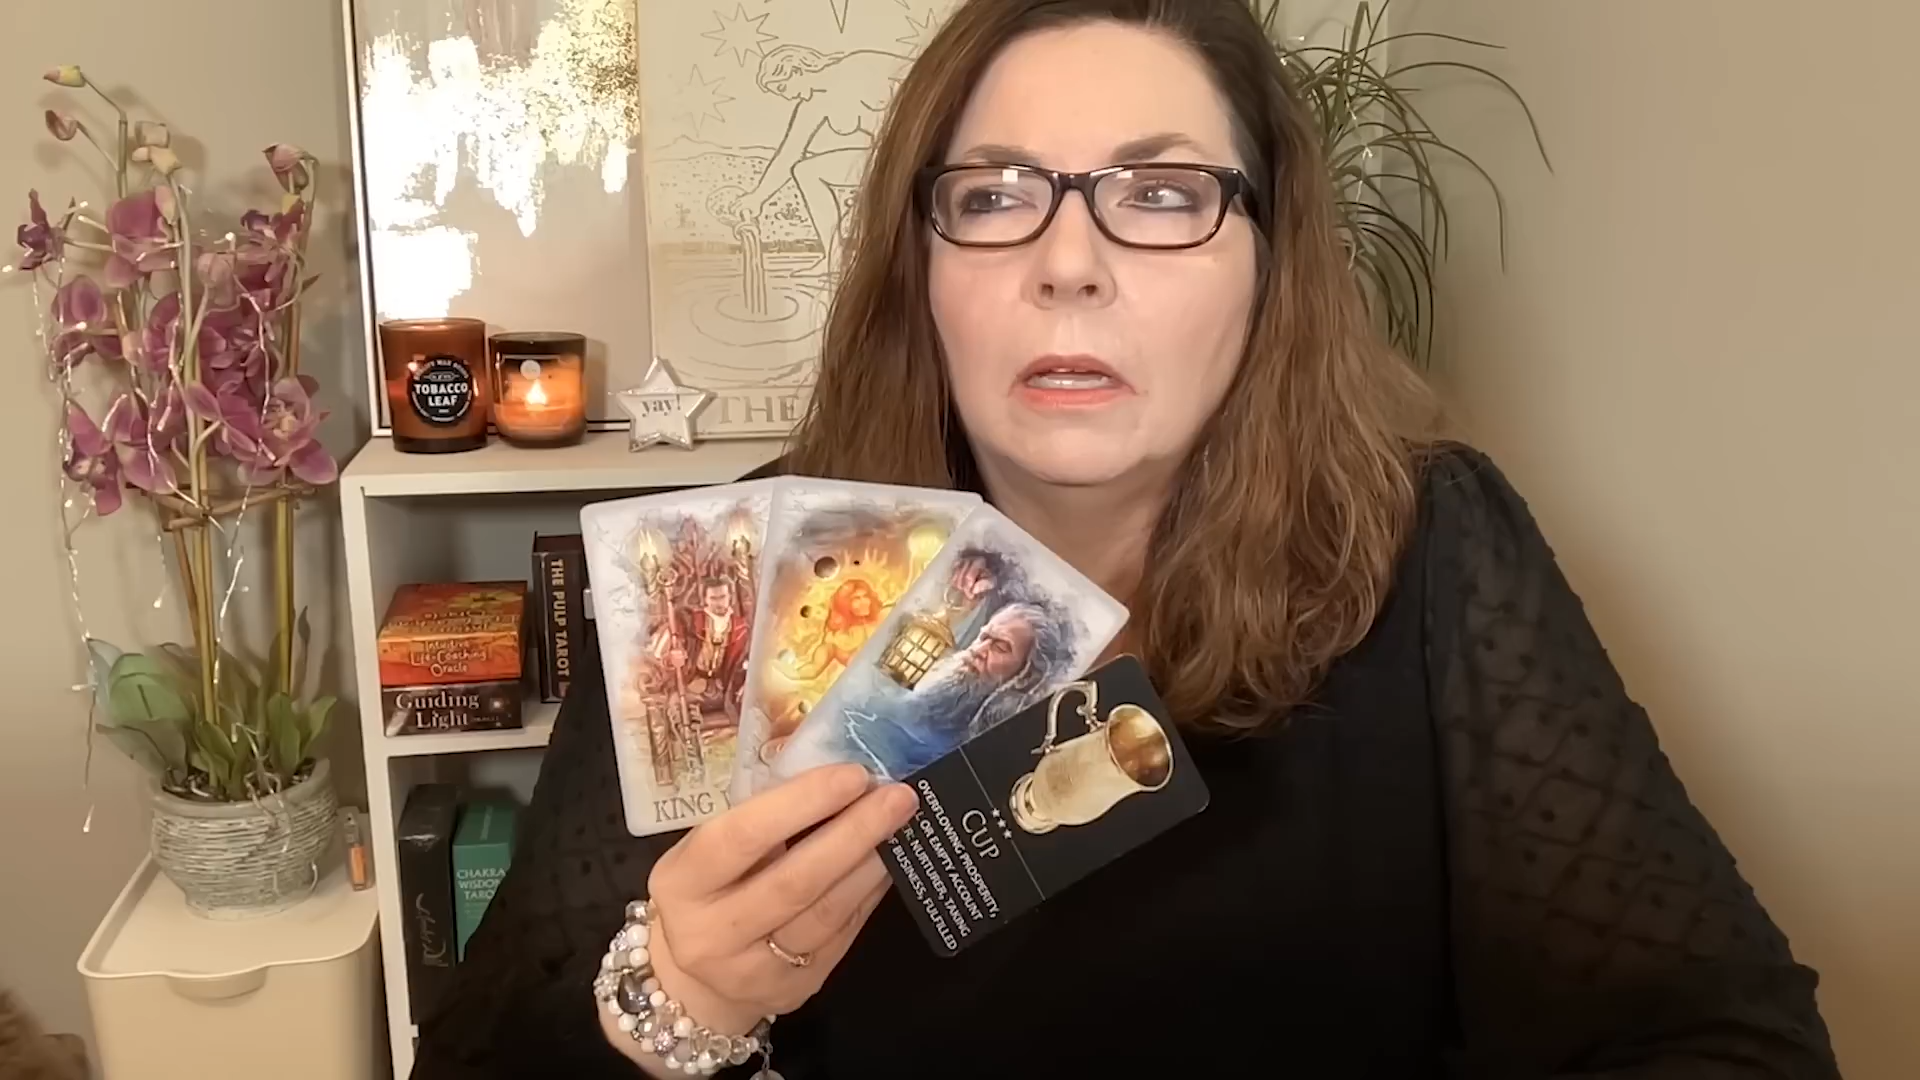 TOBACCO
LEAF
yay!
THE
THE PULP TAROT
Intuitive
Life-Coaching
Oracle
Guiding
Light
CHAKRA
WISDOM
TAROT
KING
CUP
OVERFLOWING PROSPERITY,
OR EMPTY ACCOUNT
NURTURER, TAKING
BUSINESS, FULFILLED